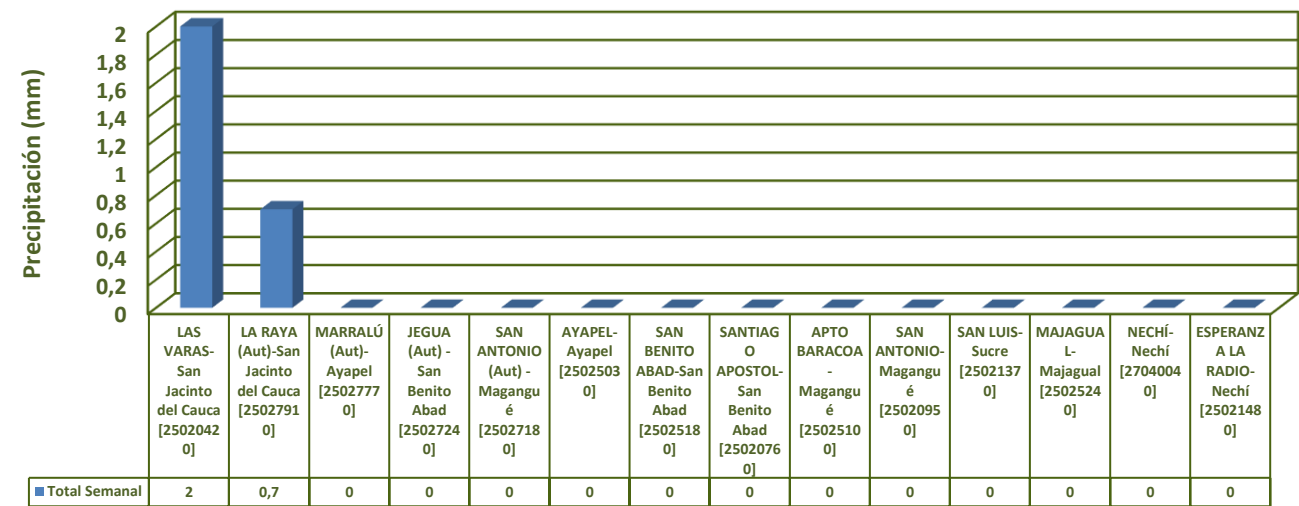 Precipitación (mm)
2
1,8
1,6
1,4
1,2
1
0,8
0,6
0,4
0,2
0
LAS
VARAS-
San
Jacinto
del Cauca
[2502042
0]
LA RAYA
(Aut)-San
Jacinto
del Cauca
[2502791
0]
MARRALÚ
(Aut)-
Ayapel
[2502777
0]
JEGUA
(Aut) -
San
Benito
Abad
[2502724
0]
SAN
ANTONIO
(Aut) -
Magangu
é
[2502718
0]
AYAPEL-
Ayapel
[2502503
0]
SAN
BENITO
ABAD-San
Benito
Abad
[2502518
0]
SANTIAG
O
APOSTOL-
San
Benito
Abad
[2502076
0]
APTO
BARACOA
-
Magangu
é
[2502510
0]
SAN
ANTONIO-
Magangu
é
[2502095
0]
SAN LUIS-
Sucre
[2502137
0]
MAJAGUA
L-
Majagual
[2502524
0]
NECHÍ-
Nechí
[2704004
0]
ESPERANZ
A LA
RADIO-
Nechí
[2502148
0]
Total Semanal 2 0,7 0 0 0 0 0 0 0 0 0 0 0 0